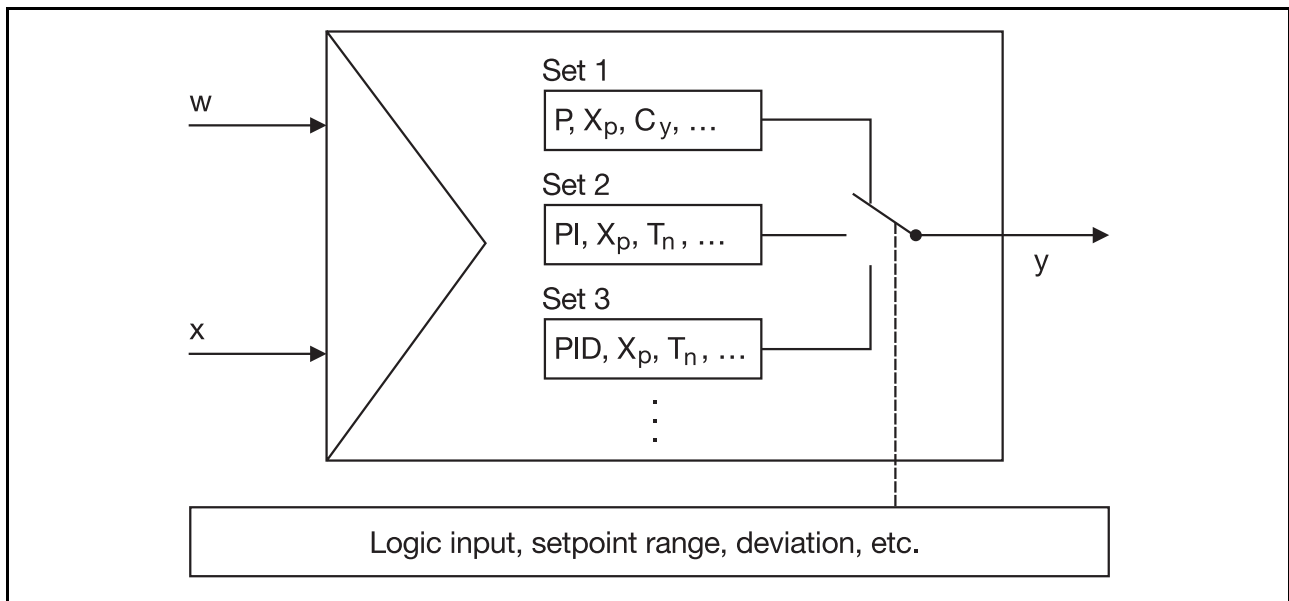 w
x
Set 1
P, Xp, Cy, ...
Set 2
PI, Xp, Tn, ...
Set 3
PID, Xp, Tn, ...
y
Logic input, setpoint range, deviation, etc.